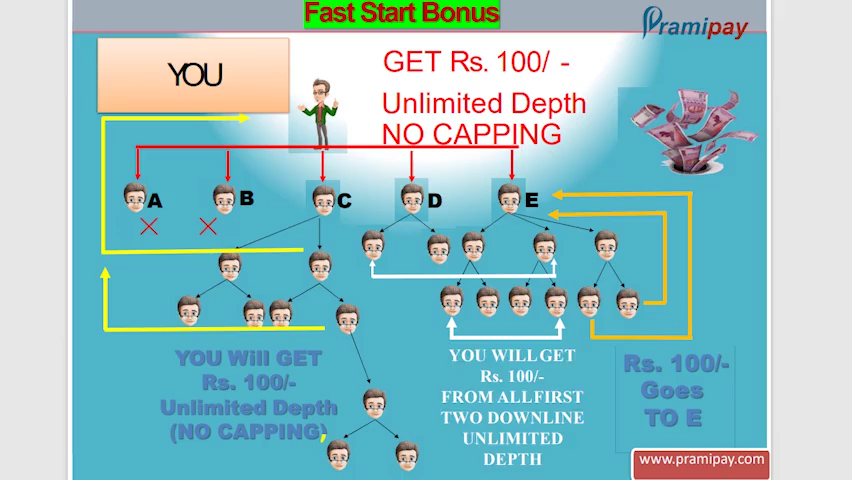 Fast Start Bonus
Pramipay
YOU
GET Rs. 100/ -
Unlimited Depth
NO CAPPING
A
B
C
D
E
YOU Will GET
Rs. 100/-
Unlimited Depth
(NO CAPPING),
YOU WILL GET
Rs. 100/-
FROM ALL FIRST
TWO DOWNLINE
UNLIMITED
DEPTH
Rs. 100/-
Goes
TO E
www.pramipay.com